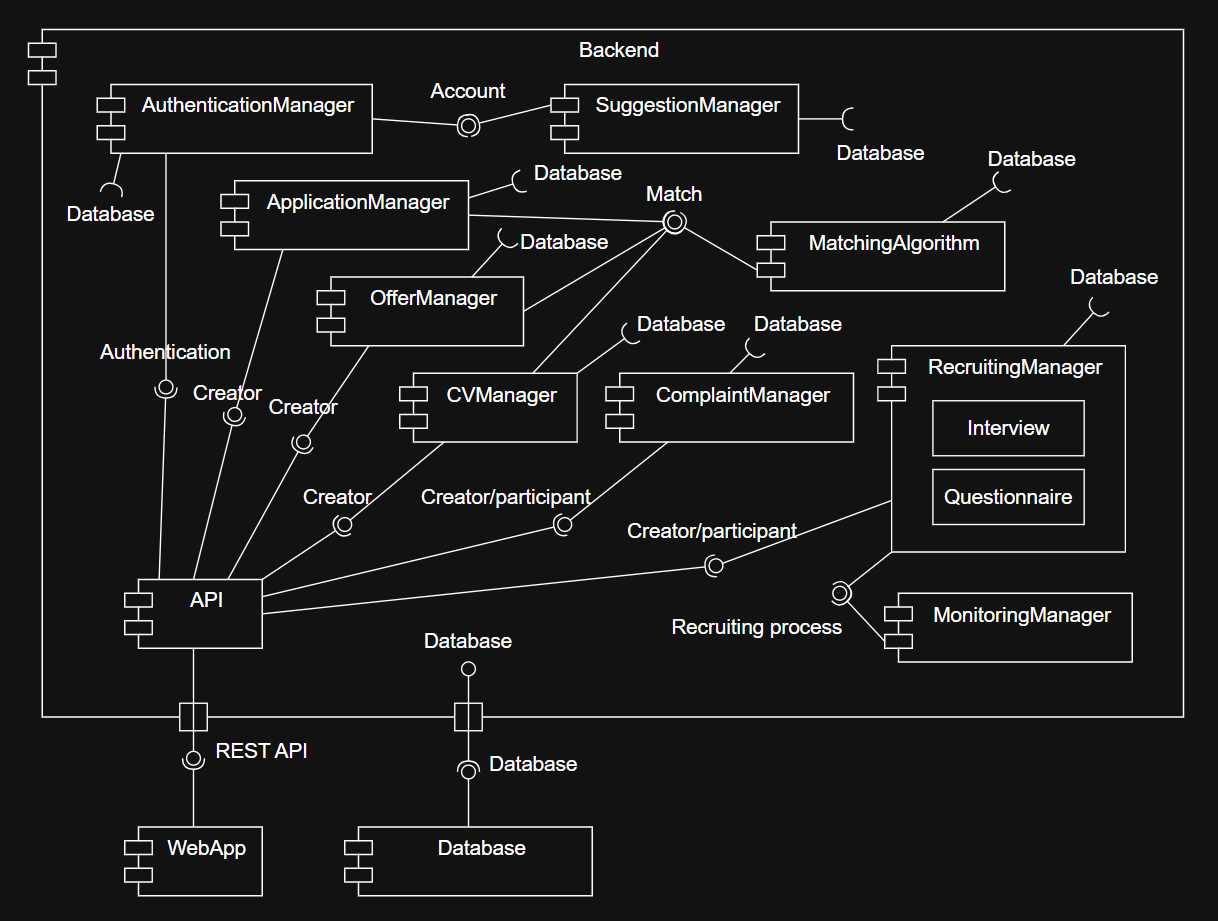 Backend
Account
AuthenticationManager
SuggestionManager
Database
Database
Database
Match
ApplicationManager
Database
Database
OfferManager
MatchingAlgorithm
Database
Database
Database
Authentication
RecruitingManager
Creator
CVManager
ComplaintManager
Creator
Interview
Creator
Creator/participant
Questionnaire
Creator/participant
API
MonitoringManager
Recruiting process
Database
REST API
Database
WebApp
Database